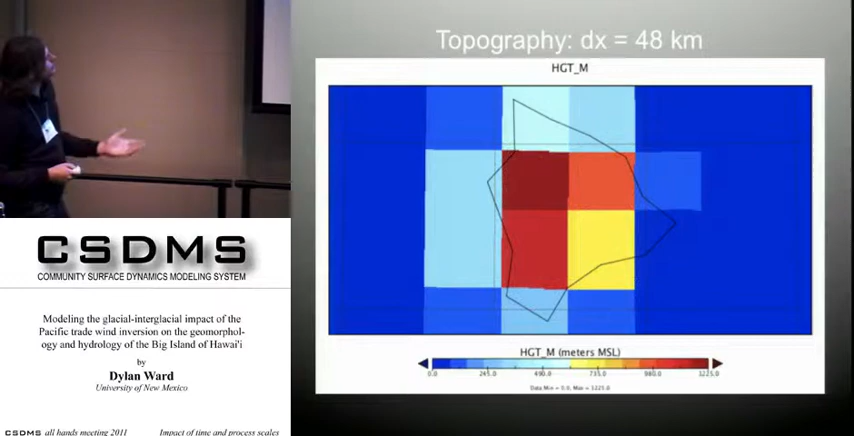 Topography: dx = 48 km
HGT_M
HGT_M (meters MSL)
0.0 245.0 490.0 735.0 980.0 1225.0
Data Min = 0.0, Max = 1225.0
CSDMS
COMMUNITY SURFACE DYNAMICS MODELING SYSTEM
Modeling the glacial-interglacial impact of the
Pacific trade wind inversion on the geomorphol-
ogy and hydrology of the Big Island of Hawai'i
by
Dylan Ward
University of New Mexico
CSDMS all hands meeting 2011 Impact of time and process scales